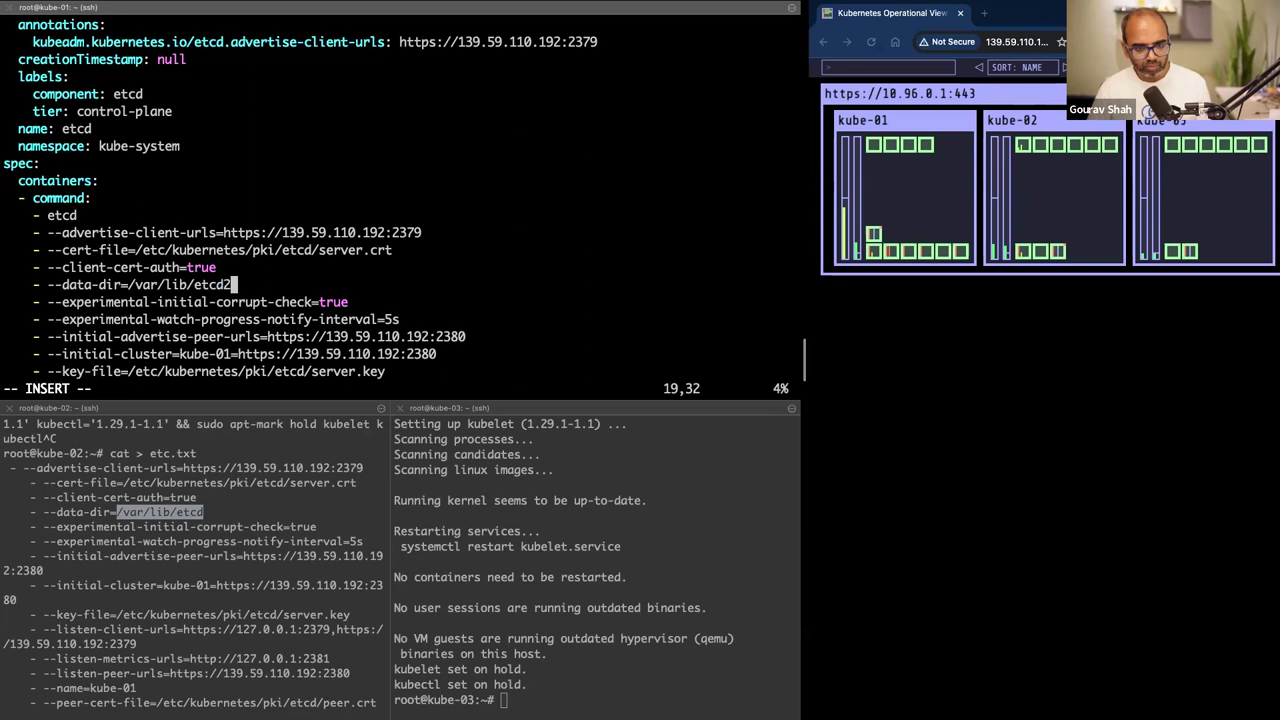 root@kube-01: ~ (ssh)
annotations:
kubeadm.kubernetes.io/etcd.advertise-client-urls: https://139.59.110.192:2379
creationTimestamp: null
labels:
component: etcd
tier: control-plane
name: etcd
namespace: kube-system
spec:
containers:
- command:
- etcd
- --advertise-client-urls=https://139.59.110.192:2379
- --cert-file=/etc/kubernetes/pki/etcd/server.crt
- --client-cert-auth=true
- --data-dir=/var/lib/etcd2
- --experimental-initial-corrupt-check=true
- --experimental-watch-progress-notify-interval=5s
- --initial-advertise-peer-urls=https://139.59.110.192:2380
- --initial-cluster=kube-01=https://139.59.110.192:2380
- --key-file=/etc/kubernetes/pki/etcd/server.key
-- INSERT -- 19,32 4%
root@kube-02: ~ (ssh)
1.1' kubectl='1.29.1-1.1' && sudo apt-mark hold kubelet k
ubectl^C
root@kube-02:~# cat > etc.txt
- --advertise-client-urls=https://139.59.110.192:2379
- --cert-file=/etc/kubernetes/pki/etcd/server.crt
- --client-cert-auth=true
- --data-dir=/var/lib/etcd
- --experimental-initial-corrupt-check=true
- --experimental-watch-progress-notify-interval=5s
- --initial-advertise-peer-urls=https://139.59.110.19
2:2380
- --initial-cluster=kube-01=https://139.59.110.192:23
80
- --key-file=/etc/kubernetes/pki/etcd/server.key
- --listen-client-urls=https://127.0.0.1:2379,https:/
/139.59.110.192:2379
- --listen-metrics-urls=http://127.0.0.1:2381
- --listen-peer-urls=https://139.59.110.192:2380
- --name=kube-01
- --peer-cert-file=/etc/kubernetes/pki/etcd/peer.crt
root@kube-03: ~ (ssh)
Setting up kubelet (1.29.1-1.1) ...
Scanning processes...
Scanning candidates...
Scanning linux images...
Running kernel seems to be up-to-date.
Restarting services...
systemctl restart kubelet.service
No containers need to be restarted.
No user sessions are running outdated binaries.
No VM guests are running outdated hypervisor (qemu)
binaries on this host.
kubelet set on hold.
kubectl set on hold.
root@kube-03:~#
Kubernetes Operational View
Not Secure 139.59.110.1...
> SORT: NAME
https://10.96.0.1:443
Gourav Shah
kube-01
kube-02